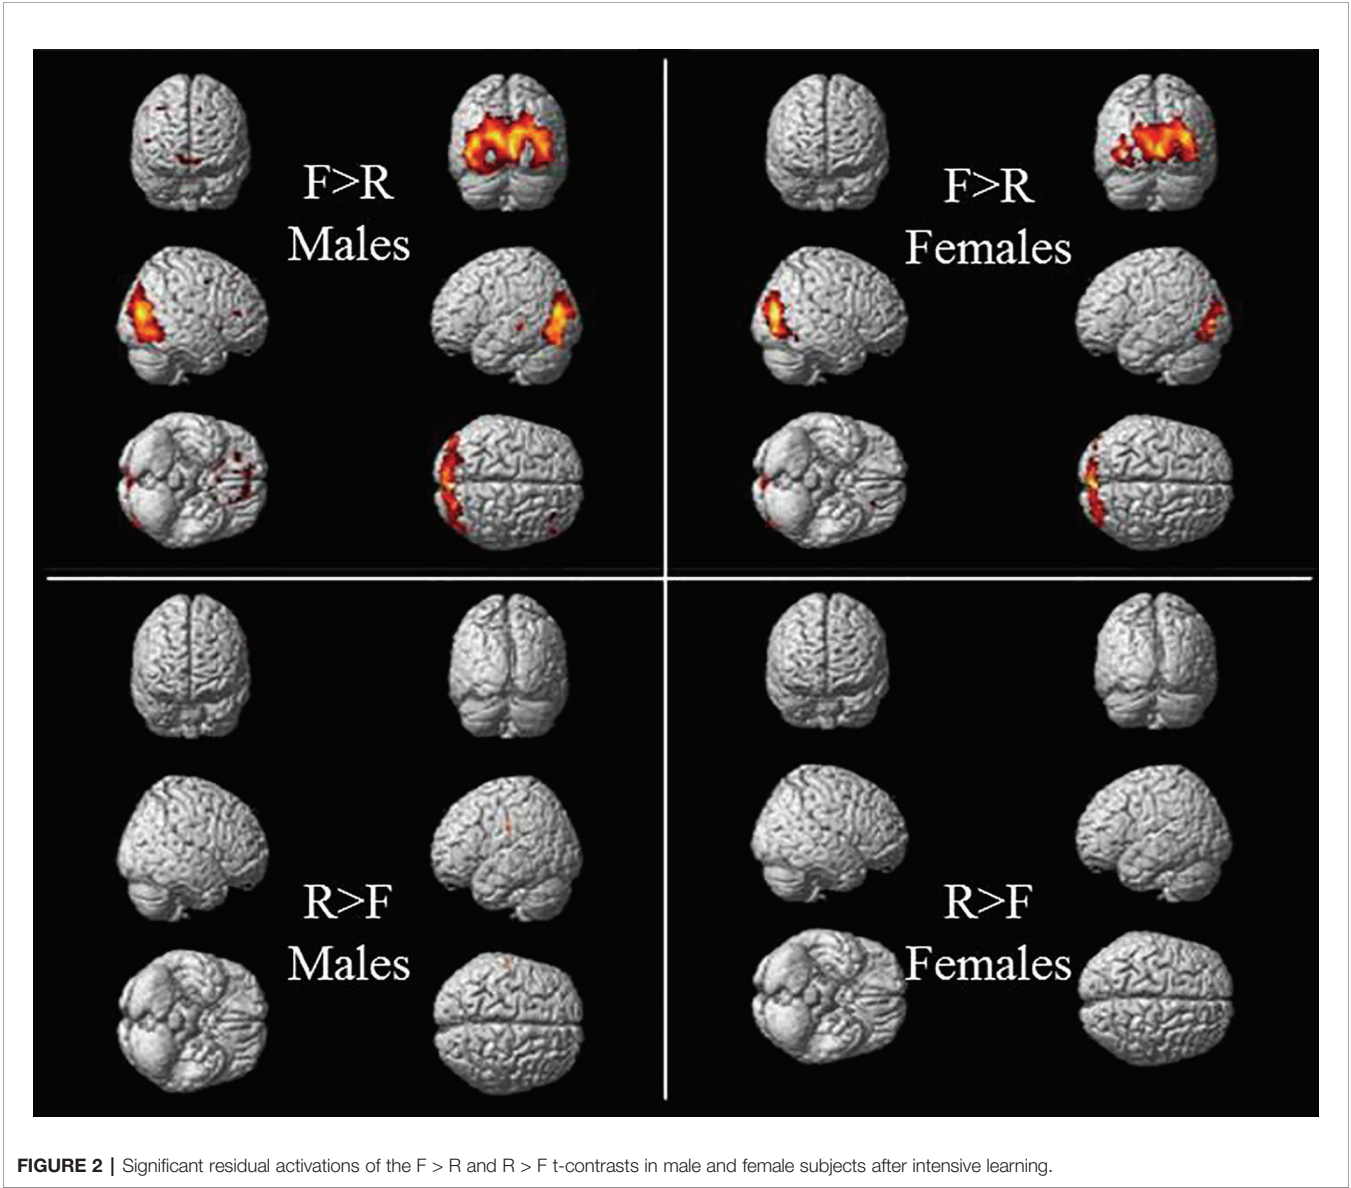 F>R
Males
F>R
Females
R>F
Males
R>F
Females
FIGURE 2 | Significant residual activations of the F > R and R > F t-contrasts in male and female subjects after intensive learning.